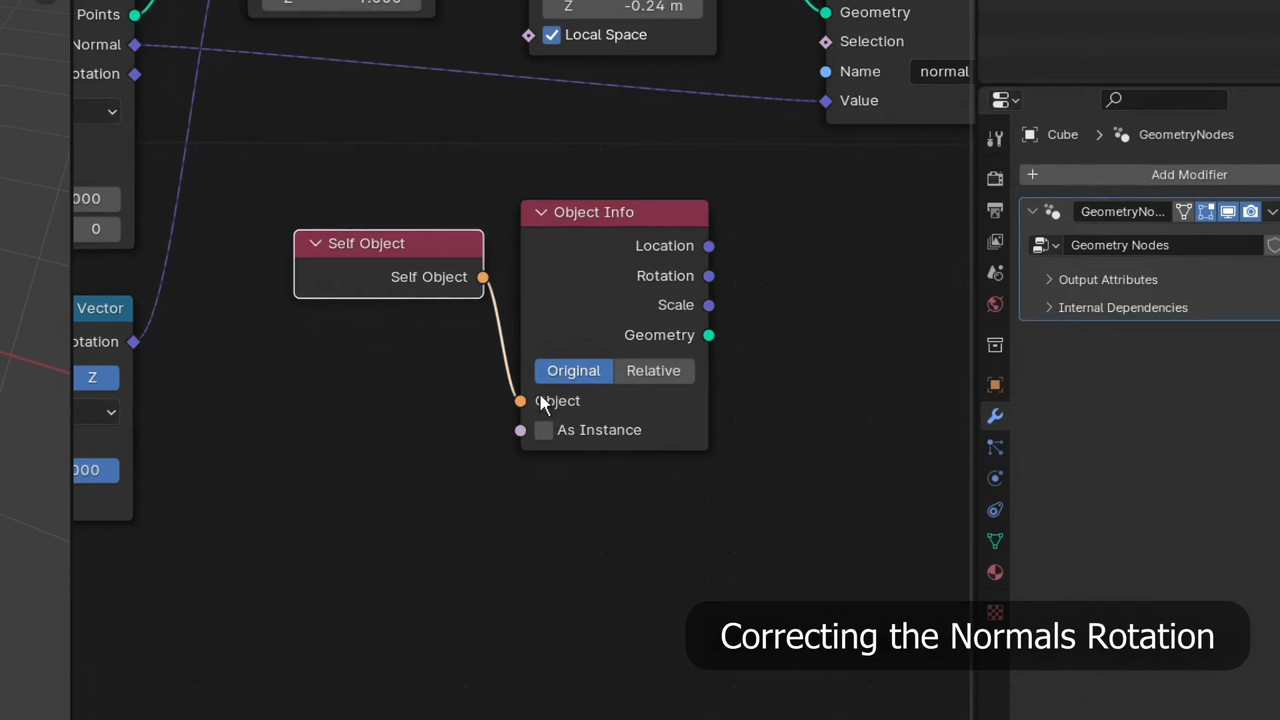 Points
Normal
otation
000
0
Vector
otation
Z
000
Z
-0.24 m
Local Space
Geometry
Selection
Name
normal
Value
Self Object
Self Object
Object Info
Location
Rotation
Scale
Geometry
Original
Relative
Object
As Instance
Cube > GeometryNodes
+ Add Modifier
GeometryNo...
Geometry Nodes
Output Attributes
Internal Dependencies
Correcting the Normals Rotation